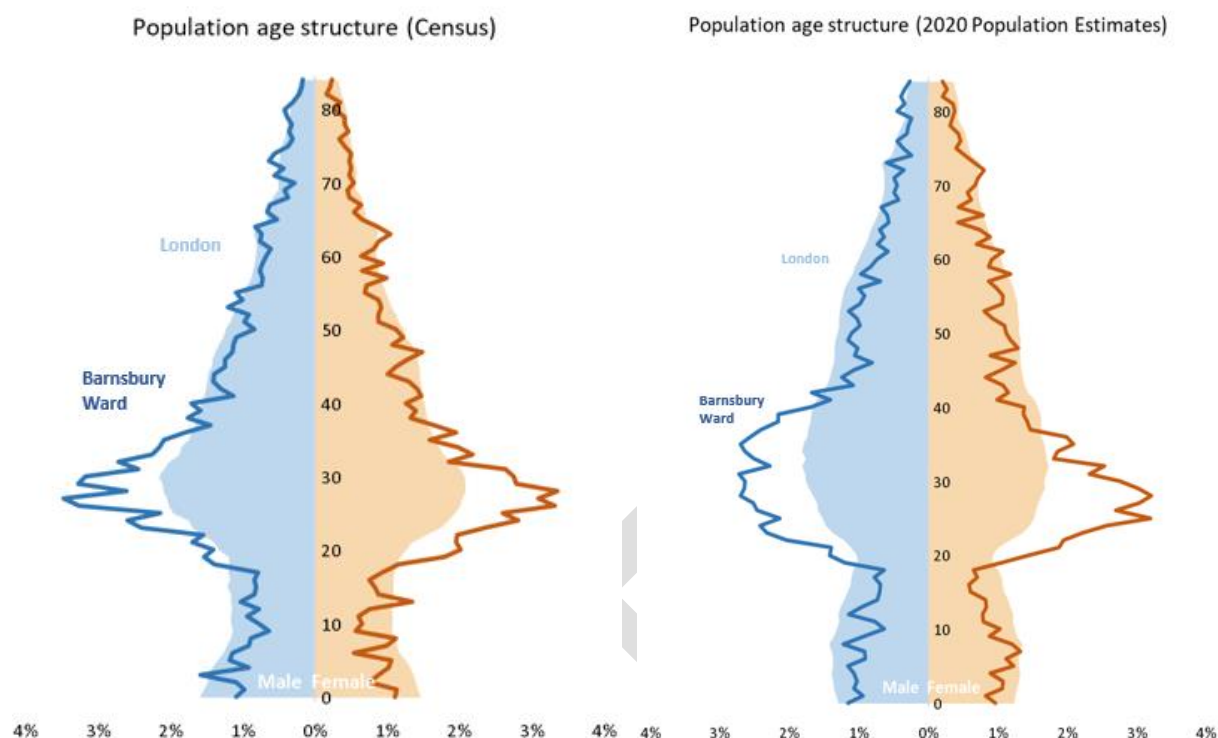 Population age structure (Census)
80
70
60
50
40
30
20
10
0
London
Barnsbury
Ward
Male Female
4% 3% 2% 1% 0% 1% 2% 3% 4%
Population age structure (2020 Population Estimates)
80
70
60
50
40
30
20
10
0
London
Barnsbury
Ward
Male Female
4% 3% 2% 1% 0% 1% 2% 3% 4%